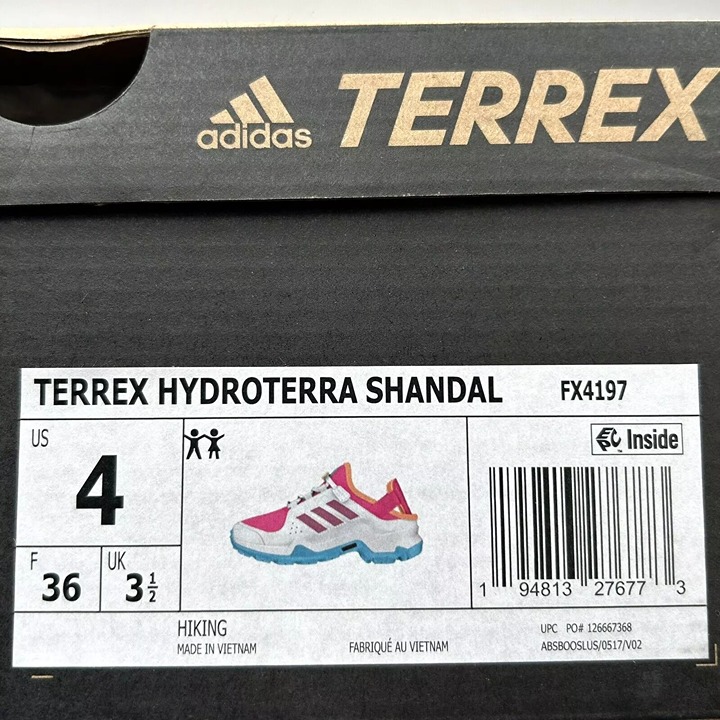 adidas TERREX
TERREX HYDROTERRA SHANDAL FX4197
US
4
F
36
UK
3 1/2
EPC Inside
1 94813 27677 3
HIKING
MADE IN VIETNAM
FABRIQUÉ AU VIETNAM
UPC PO# 126667368
ABSBOOSLUS/0517/V02